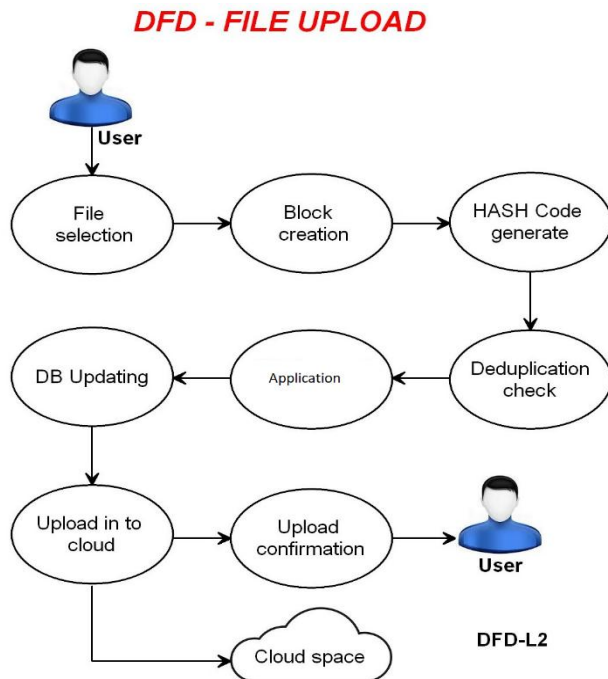 DFD - FILE UPLOAD
User
File
selection
Block
creation
HASH Code
generate
DB Updating
Application
Deduplication
check
Upload in to
cloud
Upload
confirmation
User
Cloud space
DFD-L2